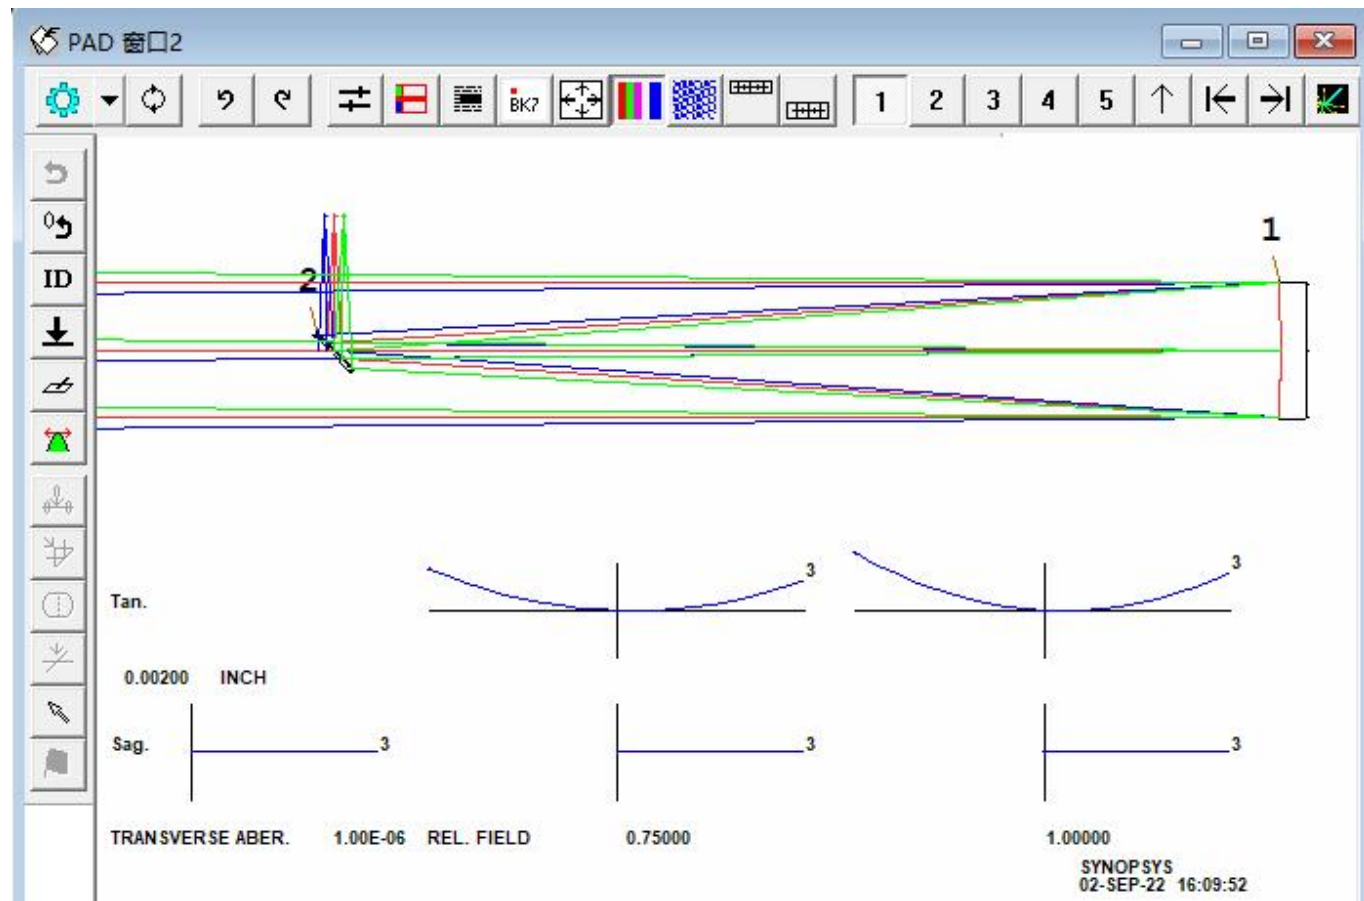 PAD 窗口2
BK7 1 2 3 4 5
0
ID
1
2
3 3
Tan.
0.00200 INCH
Sag. 3 3 3
TRANSVERSE ABER. 1.00E-06 REL. FIELD 0.75000 1.00000
SYNOPSYS
02-SEP-22 16:09:52